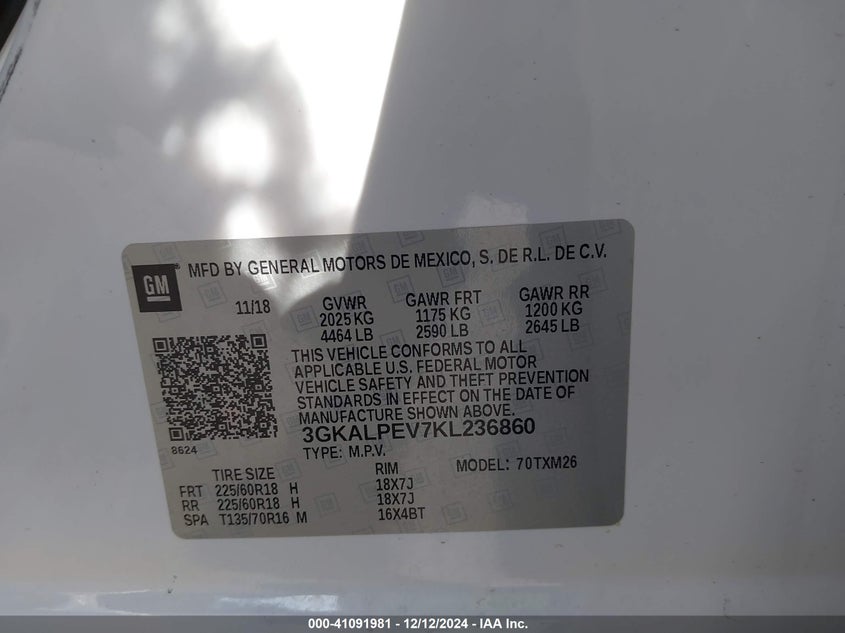 GM
MFD BY GENERAL MOTORS DE MEXICO, S. DE R.L. DE C.V.
11/18 GVWR GAWR FRT GAWR RR
2025 KG 1175 KG 1200 KG
4464 LB 2590 LB 2645 LB
THIS VEHICLE CONFORMS TO ALL
APPLICABLE U.S. FEDERAL MOTOR
VEHICLE SAFETY AND THEFT PREVENTION
STANDARDS IN EFFECT ON THE DATE OF
MANUFACTURE SHOWN ABOVE.
3GKALPEV7KL236860
8624
TYPE: M.P.V.
TIRE SIZE RIM MODEL: 70TXM26
FRT 225/60R18 H 18X7J
RR 225/60R18 H 18X7J
SPA T135/70R16 M 16X4BT
000-41091981 - 12/12/2024 - IAA Inc.